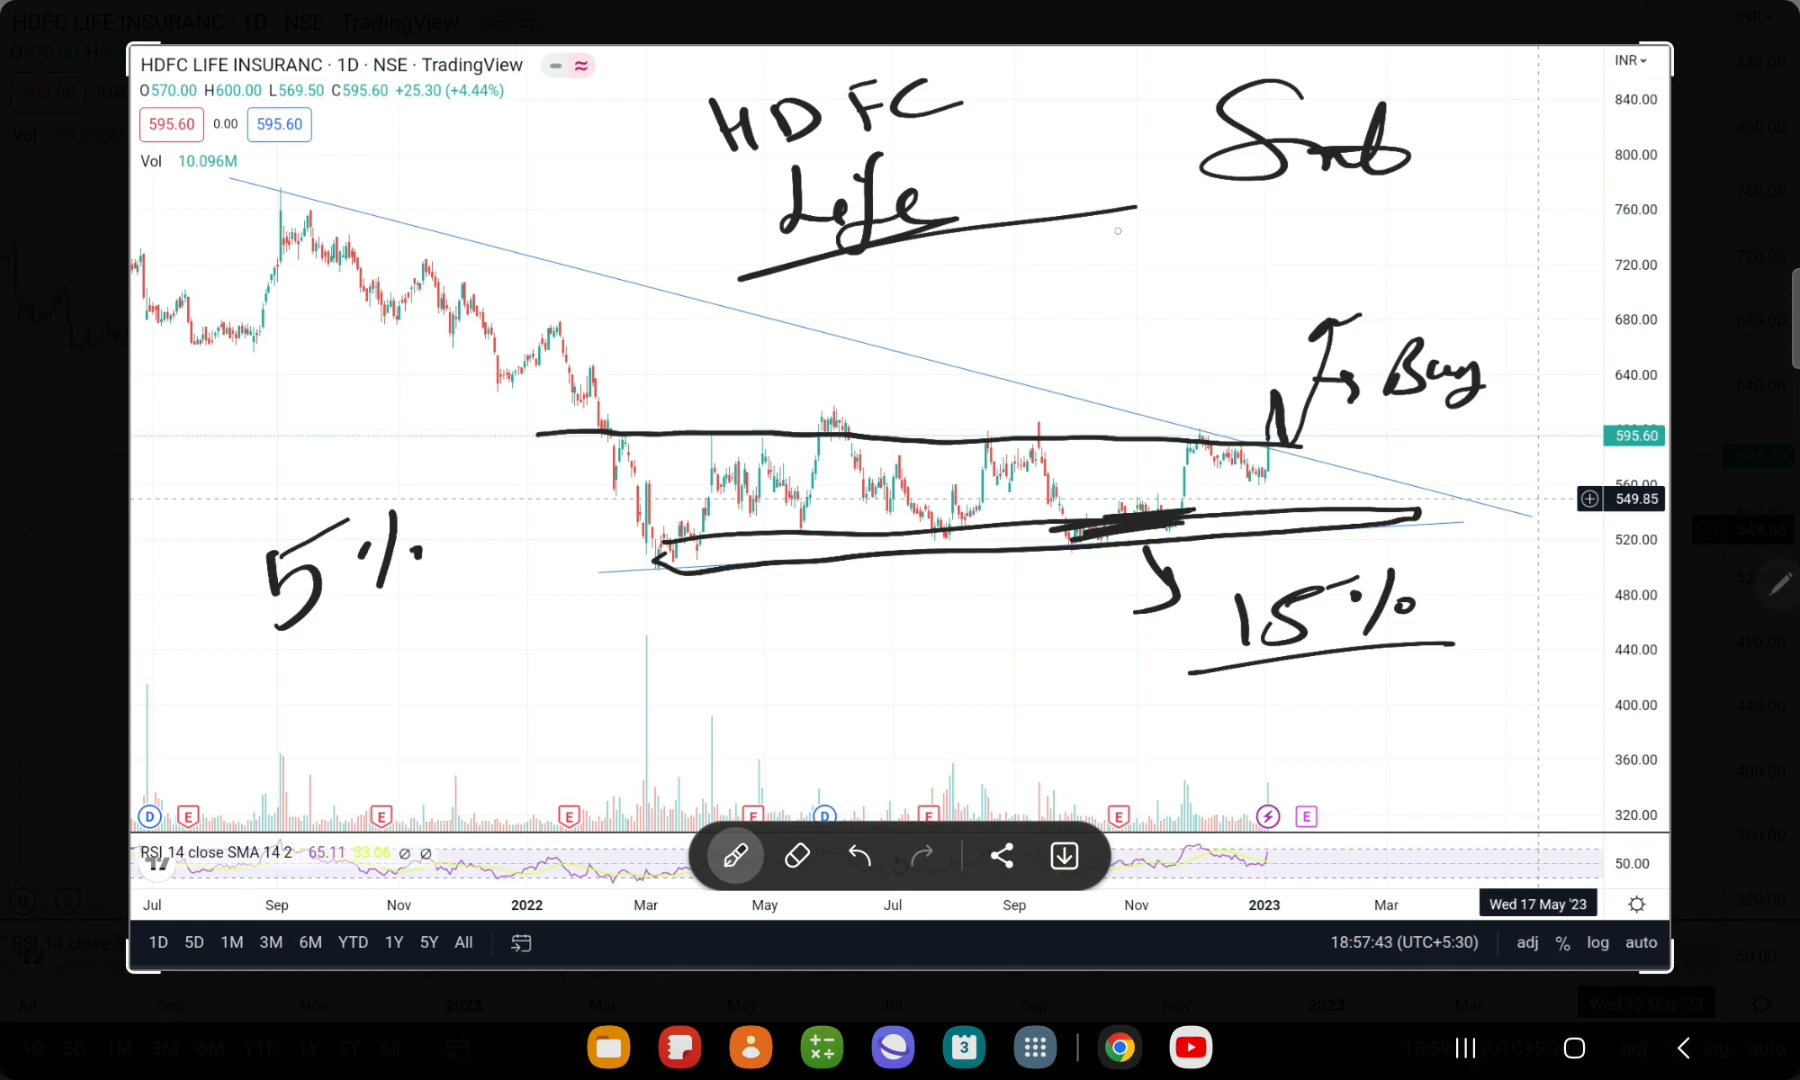 HDFC LIFE INSURANC · 1D · NSE · TradingView
INR
O570.00 H600.00 L569.50 C595.60 +25.30 (+4.44%)
595.60 0.00 595.60
Vol 10.096M
HDFC
Life
Buy
5%
15%
840.00
800.00
760.00
720.00
680.00
640.00
595.60
560.00
549.85
520.00
480.00
440.00
400.00
360.00
320.00
D E E E E D E E E
RSI 14 close SMA 14 2 65.11 53.06 ∅ ∅
50.00
Jul Sep Nov 2022 Mar May Jul Sep Nov 2023 Mar Wed 17 May '23
1D 5D 1M 3M 6M YTD 1Y 5Y All
18:57:43 (UTC+5:30) adj % log auto
3